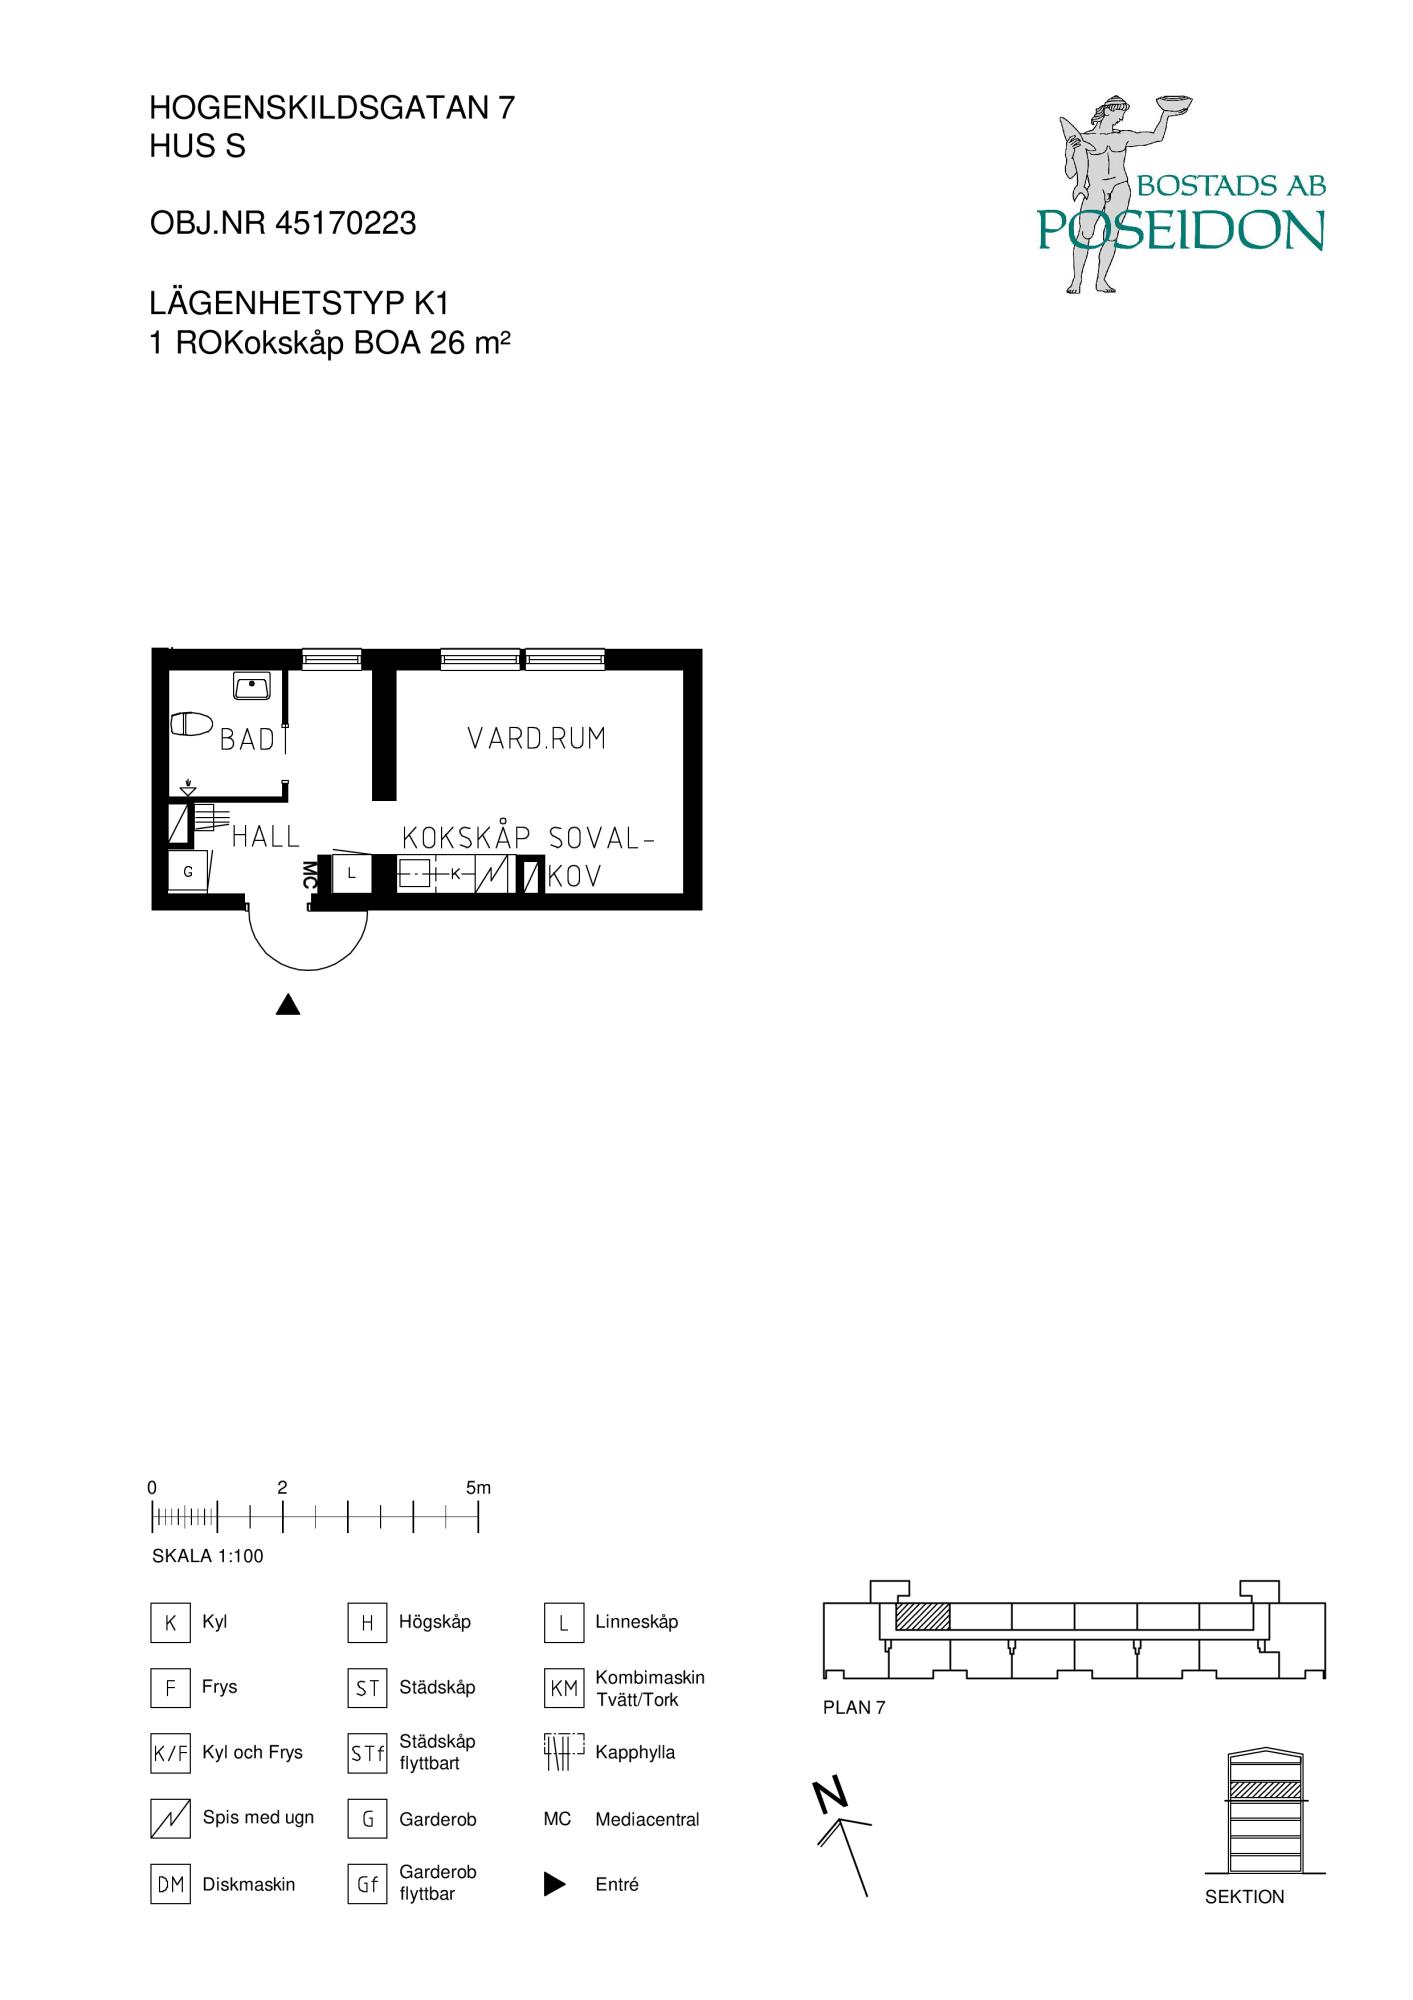 HOGENSKILDSGATAN 7
HUS S
OBJ.NR 45170223
LÄGENHETSTYP K1
1 ROKokskåp BOA 26 m²
BOSTADS AB
POSEIDON
BAD
VARD.RUM
HALL
KOKSKÅP
SOVAL-
KOV
G
MC
L
K
0 2 5m
SKALA 1:100
K Kyl
F Frys
K/F Kyl och Frys
Spis med ugn
DM Diskmaskin
H Högskåp
ST Städskåp
STf Städskåp
flyttbart
G Garderob
Gf Garderob
flyttbar
L Linneskåp
KM Kombimaskin
Tvätt/Tork
Kapphylla
MC Mediacentral
Entré
PLAN 7
N
SEKTION